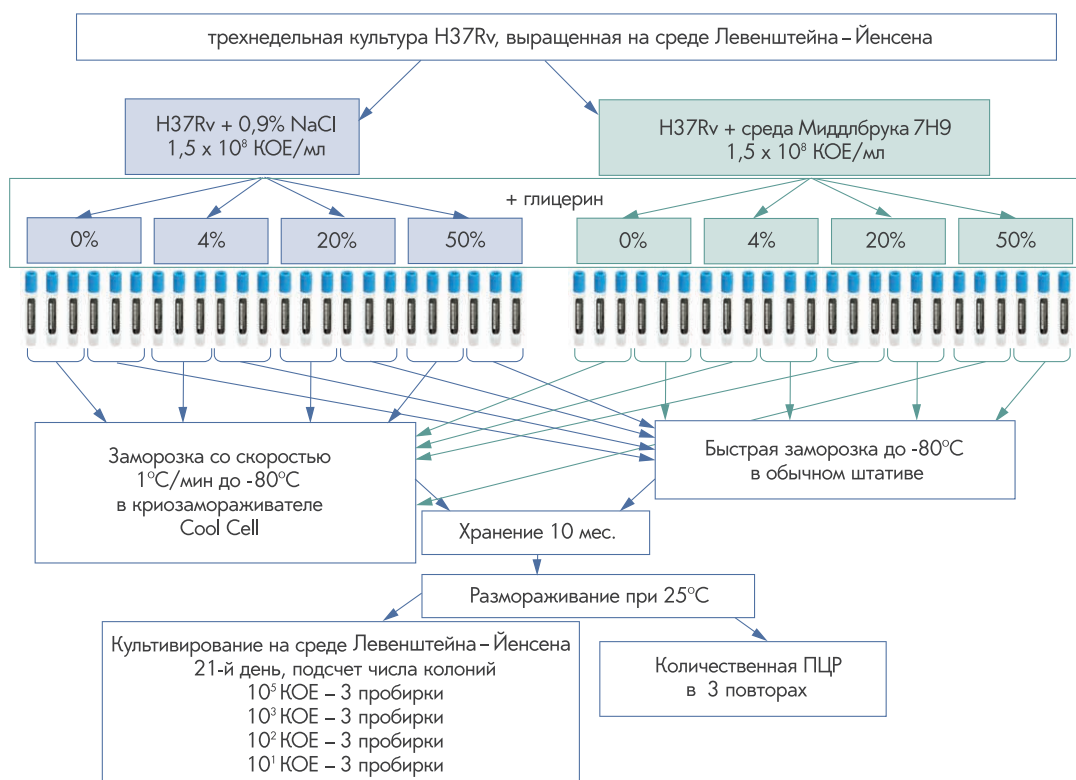 трехнедельная культура H37Rv, выращенная на среде Левенштейна – Йенсена
H37Rv + 0,9% NaCl
1,5 x 10⁸ КОЕ/мл
H37Rv + среда Миддлбрука 7H9
1,5 x 10⁸ КОЕ/мл
+ глицерин
0%
4%
20%
50%
0%
4%
20%
50%
Заморозка со скоростью
1°С/мин до -80°С
в криозамораживателе
Cool Cell
Быстрая заморозка до -80°С
в обычном штативе
Хранение 10 мес.
Размораживание при 25°С
Культивирование на среде Левенштейна – Йенсена
21-й день, подсчет числа колоний
10⁵ КОЕ – 3 пробирки
10³ КОЕ – 3 пробирки
10² КОЕ – 3 пробирки
10¹ КОЕ – 3 пробирки
Количественная ПЦР
в 3 повторах